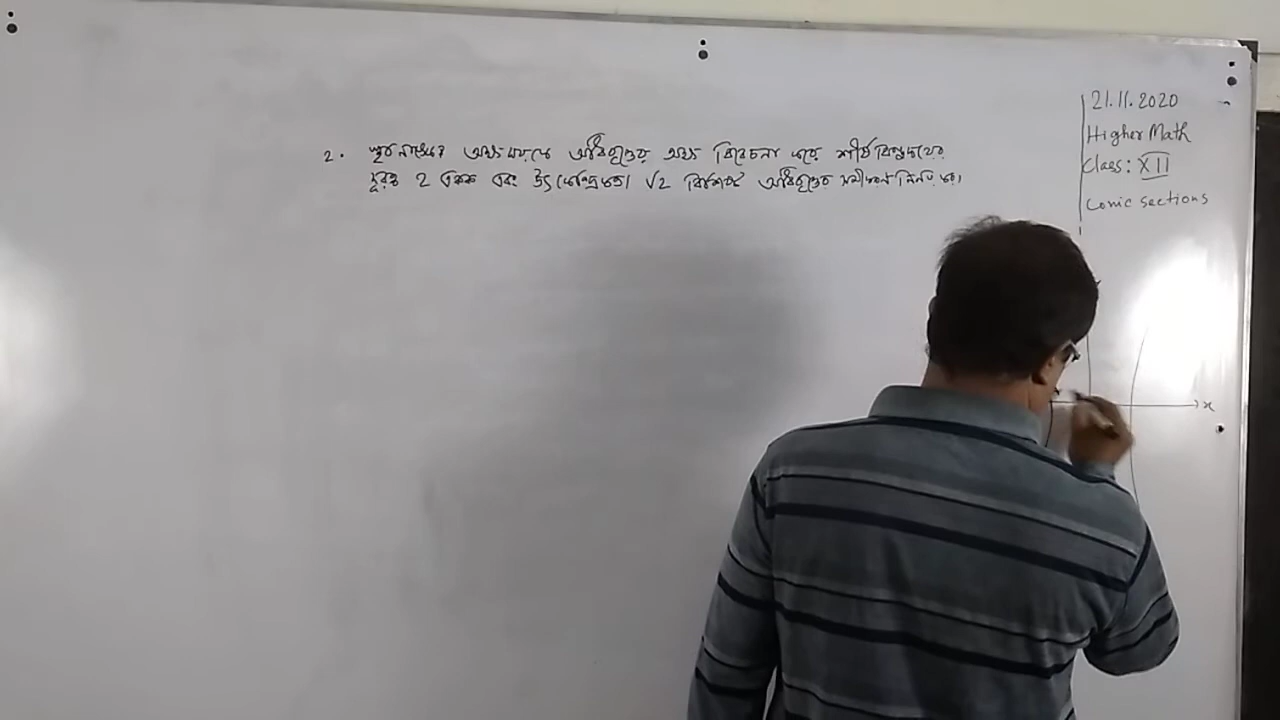 2. স্থানাঙ্কের অক্ষদ্বয়কে অধিবৃত্তের অক্ষ বিবেচনা করে শীর্ষবিন্দুদ্বয়ের
দূরত্ব 2 একক এবং উৎকেন্দ্রিকতা √2 বিশিষ্ট অধিবৃত্তের সমীকরণ নির্ণয় কর।
21.11.2020
Higher Math
Class: XII
Conic sections
x